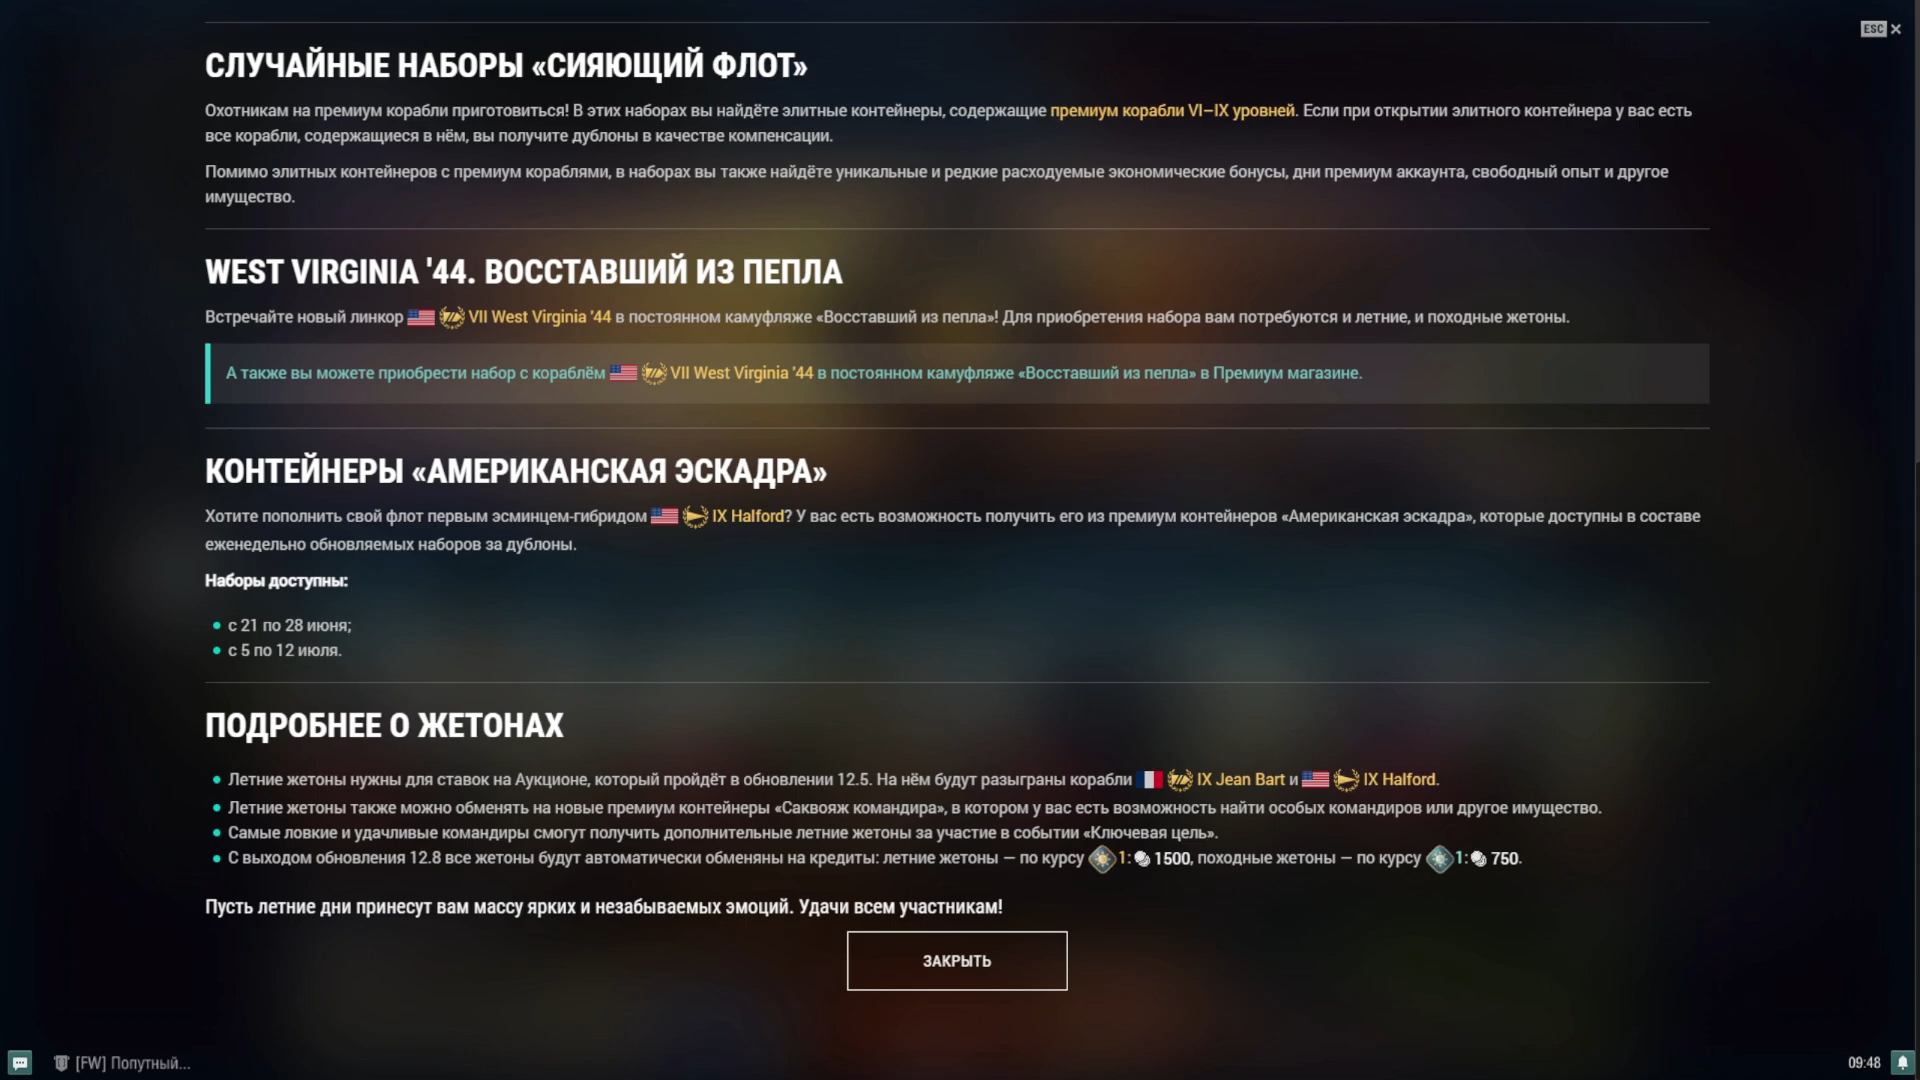 ESC
СЛУЧАЙНЫЕ НАБОРЫ «СИЯЮЩИЙ ФЛОТ»
Охотникам на премиум корабли приготовиться! В этих наборах вы найдёте элитные контейнеры, содержащие премиум корабли VI–IX уровней. Если при открытии элитного контейнера у вас есть
все корабли, содержащиеся в нём, вы получите дублоны в качестве компенсации.
Помимо элитных контейнеров с премиум кораблями, в наборах вы также найдёте уникальные и редкие расходуемые экономические бонусы, дни премиум аккаунта, свободный опыт и другое
имущество.
WEST VIRGINIA '44. ВОССТАВШИЙ ИЗ ПЕПЛА
Встречайте новый линкор VII West Virginia '44 в постоянном камуфляже «Восставший из пепла»! Для приобретения набора вам потребуются и летние, и походные жетоны.
А также вы можете приобрести набор с кораблём VII West Virginia '44 в постоянном камуфляже «Восставший из пепла» в Премиум магазине.
КОНТЕЙНЕРЫ «АМЕРИКАНСКАЯ ЭСКАДРА»
Хотите пополнить свой флот первым эсминцем-гибридом IX Halford? У вас есть возможность получить его из премиум контейнеров «Американская эскадра», которые доступны в составе
еженедельно обновляемых наборов за дублоны.
Наборы доступны:
с 21 по 28 июня;
с 5 по 12 июля.
ПОДРОБНЕЕ О ЖЕТОНАХ
Летние жетоны нужны для ставок на Аукционе, который пройдёт в обновлении 12.5. На нём будут разыграны корабли IX Jean Bart и IX Halford.
Летние жетоны также можно обменять на новые премиум контейнеры «Саквояж командира», в котором у вас есть возможность найти особых командиров или другое имущество.
Самые ловкие и удачливые командиры смогут получить дополнительные летние жетоны за участие в событии «Ключевая цель».
С выходом обновления 12.8 все жетоны будут автоматически обменяны на кредиты: летние жетоны — по курсу 1: 1500, походные жетоны — по курсу 1: 750.
Пусть летние дни принесут вам массу ярких и незабываемых эмоций. Удачи всем участникам!
ЗАКРЫТЬ
[FW] Попутный...
09:48